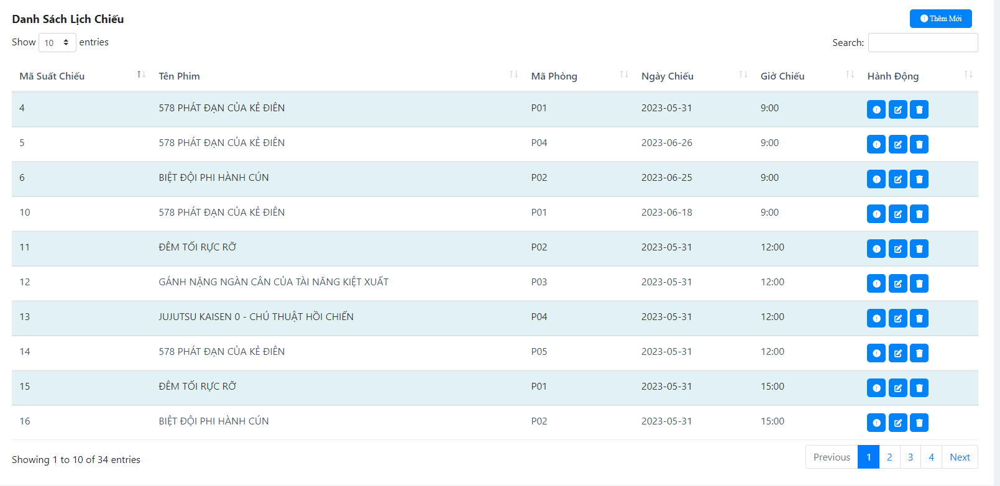 Danh Sách Lịch Chiếu Thêm Mới
Show 10 entries Search:
Mã Suất Chiếu Tên Phim Mã Phòng Ngày Chiếu Giờ Chiếu Hành Động
4 578 PHÁT ĐẠN CỦA KẺ ĐIÊN P01 2023-05-31 9:00
5 578 PHÁT ĐẠN CỦA KẺ ĐIÊN P04 2023-06-26 9:00
6 BIỆT ĐỘI PHI HÀNH CÚN P02 2023-06-25 9:00
10 578 PHÁT ĐẠN CỦA KẺ ĐIÊN P01 2023-06-18 9:00
11 ĐÊM TỐI RỰC RỠ P02 2023-05-31 12:00
12 GÁNH NẶNG NGÀN CÂN CỦA TÀI NĂNG KIỆT XUẤT P03 2023-05-31 12:00
13 JUJUTSU KAISEN 0 - CHÚ THUẬT HỒI CHIẾN P04 2023-05-31 12:00
14 578 PHÁT ĐẠN CỦA KẺ ĐIÊN P05 2023-05-31 12:00
15 ĐÊM TỐI RỰC RỠ P01 2023-05-31 15:00
16 BIỆT ĐỘI PHI HÀNH CÚN P02 2023-05-31 15:00
Showing 1 to 10 of 34 entries Previous 1 2 3 4 Next